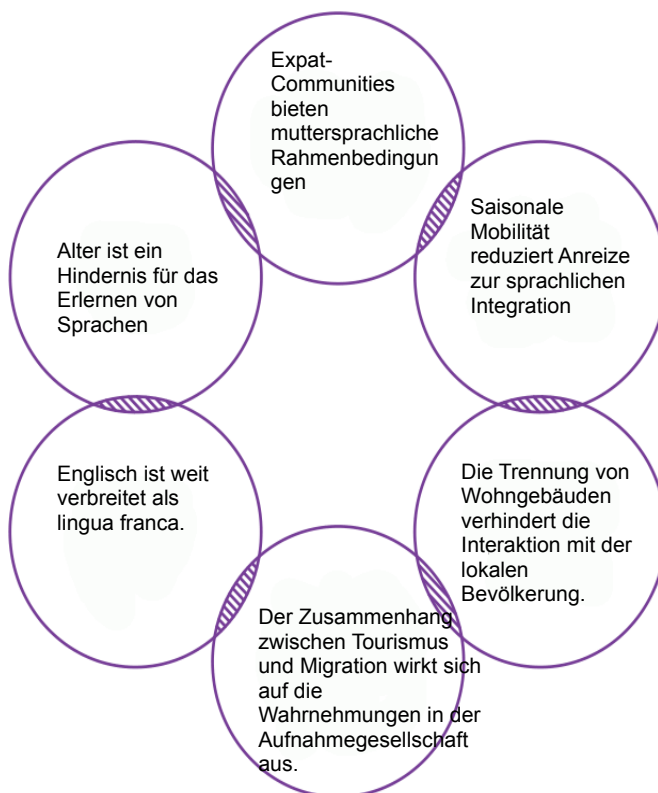 Expat-
Communities
bieten
muttersprachliche
Rahmenbedingun
gen
Saisonale
Mobilität
reduziert Anreize
zur sprachlichen
Integration
Die Trennung von
Wohngebäuden
verhindert die
Interaktion mit der
lokalen
Bevölkerung.
Der Zusammenhang
zwischen Tourismus
und Migration wirkt sich
auf die
Wahrnehmungen in der
Aufnahmegesellschaft
aus.
Englisch ist weit
verbreitet als
lingua franca.
Alter ist ein
Hindernis für das
Erlernen von
Sprachen